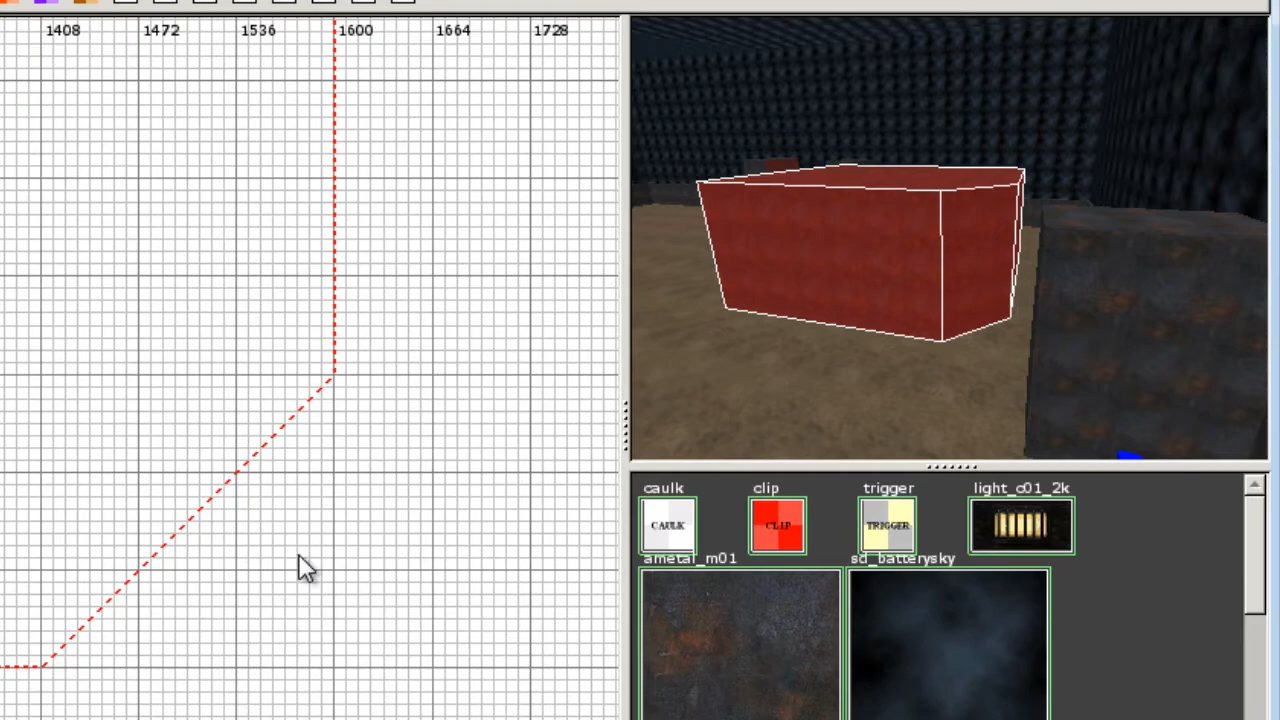 1408 1472 1536 1600 1664 1728
caulk clip trigger light_c01_2k
CAULK CLIP TRIGGER
ametal_m01 sd_batterysky